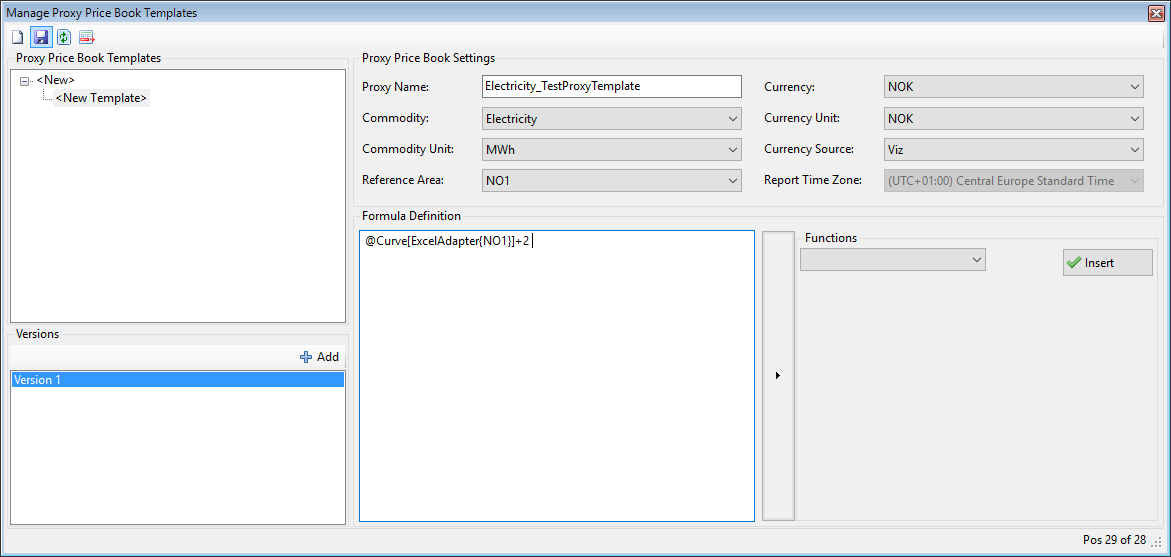 Manage Proxy Price Book Templates
Proxy Price Book Templates
<New>
<New Template>
Versions
Add
Version 1
Proxy Price Book Settings
Proxy Name: Electricity_TestProxyTemplate
Currency: NOK
Commodity: Electricity
Currency Unit: NOK
Commodity Unit: MWh
Currency Source: Viz
Reference Area: NO1
Report Time Zone: (UTC+01:00) Central Europe Standard Time
Formula Definition
@Curve[ExcelAdapter{NO1}]+2
Functions
Insert
Pos 29 of 28